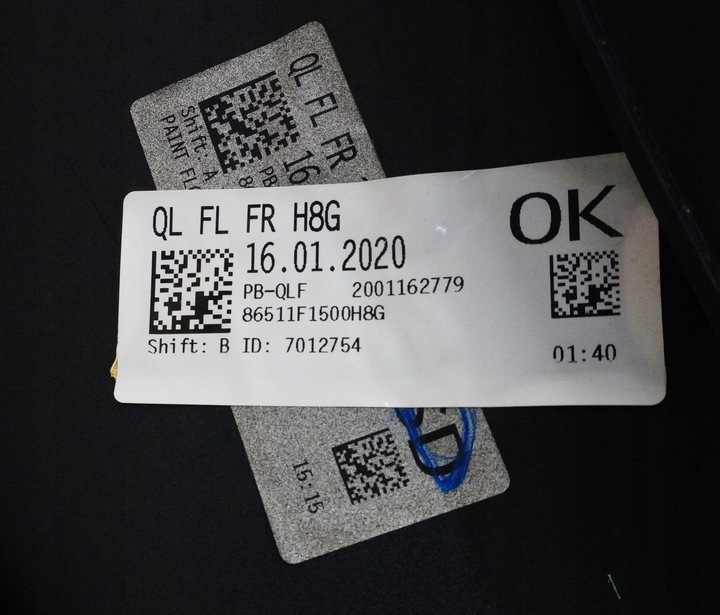 QL FL FR H8G
OK
16.01.2020
PB-QLF 2001162779
86511F1500H8G
Shift: B ID: 7012754
01:40
QL FL FR
16
PB
Shift: A
PAINT
15:15